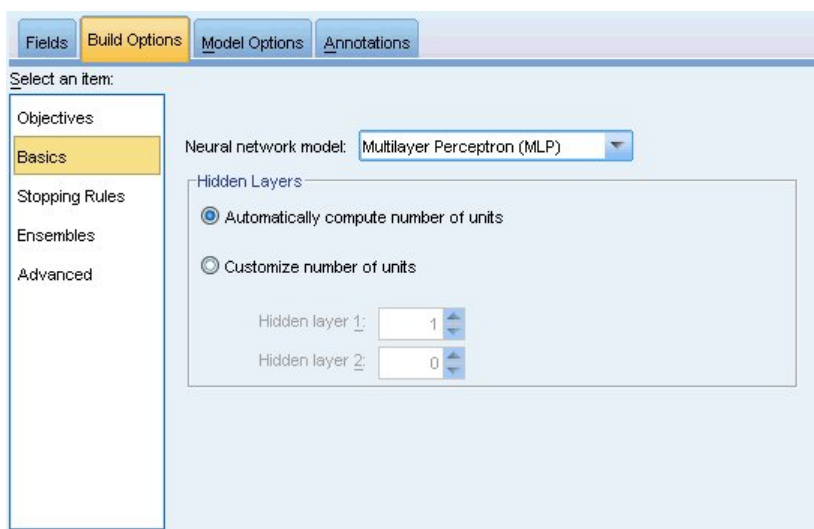 Fields Build Options Model Options Annotations
Select an item:
Objectives
Basics
Stopping Rules
Ensembles
Advanced
Neural network model: Multilayer Perceptron (MLP)
Hidden Layers
Automatically compute number of units
Customize number of units
Hidden layer 1: 1
Hidden layer 2: 0